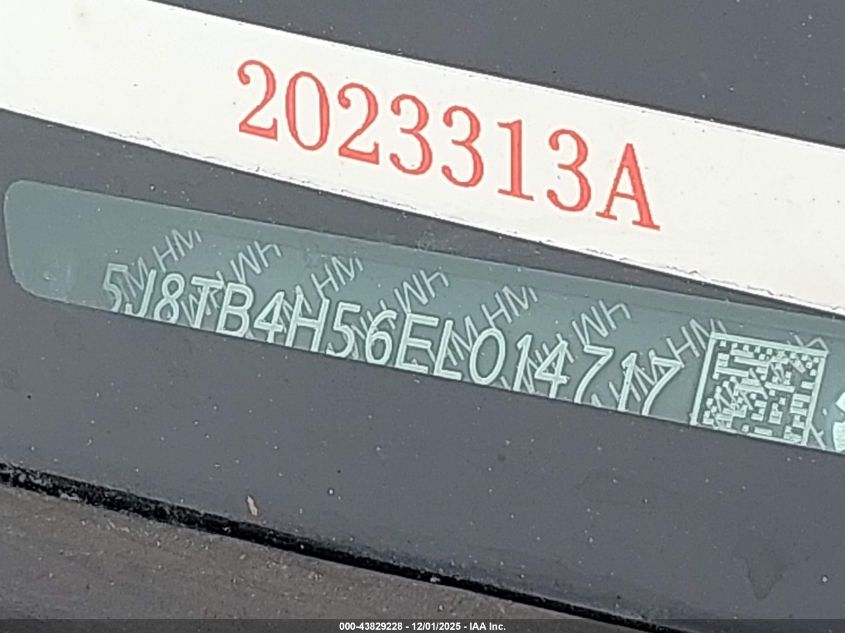 2023313A
5J8TB4H56EL014717
000-43829228 - 12/01/2025 - IAA Inc.